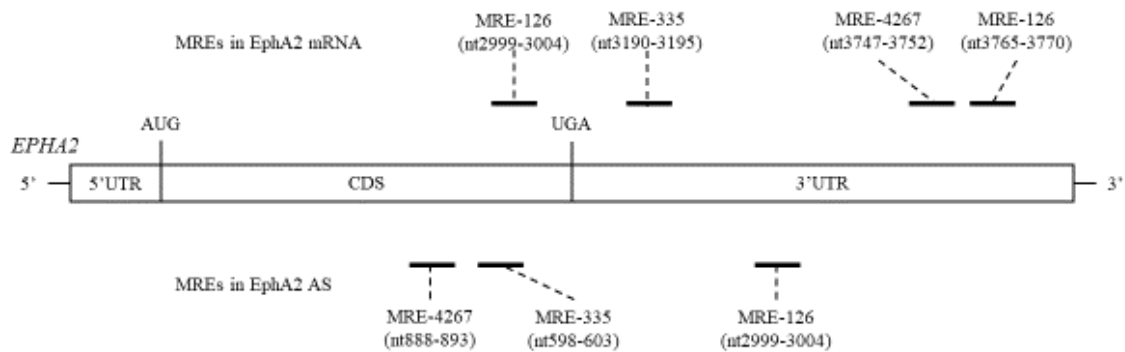 MREs in EphA2 mRNA
MRE-126
(nt2999-3004)
MRE-335
(nt3190-3195)
MRE-4267
(nt3747-3752)
MRE-126
(nt3765-3770)
AUG
UGA
EPHA2
5’
5’UTR
CDS
3’UTR
3’
MREs in EphA2 AS
MRE-4267
(nt888-893)
MRE-335
(nt598-603)
MRE-126
(nt2999-3004)